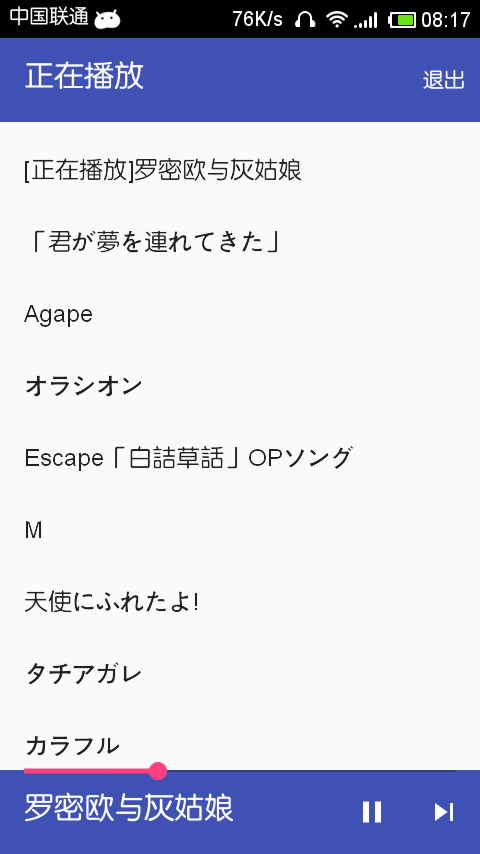 中国联通 76K/s 08:17
正在播放 退出
[正在播放]罗密欧与灰姑娘
「君が夢を連れてきた」
Agape
オラシオン
Escape「白詰草話」OPソング
M
天使にふれたよ!
タチアガレ
カラフル
罗密欧与灰姑娘